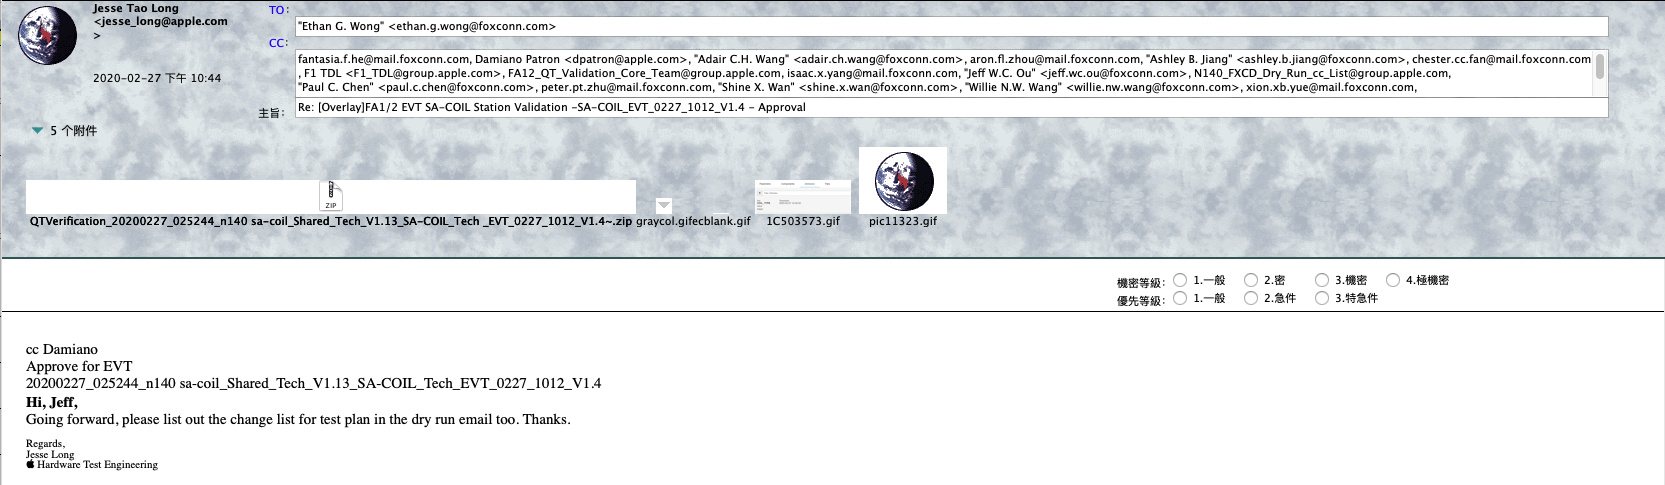 Jesse Tao Long
<jesse_long@apple.com
>
2020-02-27 下午 10:44
TO:
"Ethan G. Wong" <ethan.g.wong@foxconn.com>
CC:
fantasia.f.he@mail.foxconn.com, Damiano Patron <dpatron@apple.com>, "Adair C.H. Wang" <adair.ch.wang@foxconn.com>, aron.fl.zhou@mail.foxconn.com, "Ashley B. Jiang" <ashley.b.jiang@foxconn.com>, chester.cc.fan@mail.foxconn.com
, F1 TDL <F1_TDL@group.apple.com>, FA12_QT_Validation_Core_Team@group.apple.com, isaac.x.yang@mail.foxconn.com, "Jeff W.C. Ou" <jeff.wc.ou@foxconn.com>, N140_FXCD_Dry_Run_cc_List@group.apple.com,
"Paul C. Chen" <paul.c.chen@foxconn.com>, peter.pt.zhu@mail.foxconn.com, "Shine X. Wan" <shine.x.wan@foxconn.com>, "Willie N.W. Wang" <willie.nw.wang@foxconn.com>, xion.xb.yue@mail.foxconn.com,
主旨:
Re: [Overlay]FA1/2 EVT SA-COIL Station Validation -SA-COIL_EVT_0227_1012_V1.4 - Approval
5 个附件
ZIP
QTVerification_20200227_025244_n140 sa-coil_Shared_Tech_V1.13_SA-COIL_Tech _EVT_0227_1012_V1.4~.zip graycol.gifecblank.gif 1C503573.gif pic11323.gif
機密等級: 1.一般 2.密 3.機密 4.極機密
優先等級: 1.一般 2.急件 3.特急件
cc Damiano
Approve for EVT
20200227_025244_n140 sa-coil_Shared_Tech_V1.13_SA-COIL_Tech_EVT_0227_1012_V1.4
Hi, Jeff,
Going forward, please list out the change list for test plan in the dry run email too. Thanks.
Regards,
Jesse Long
Hardware Test Engineering